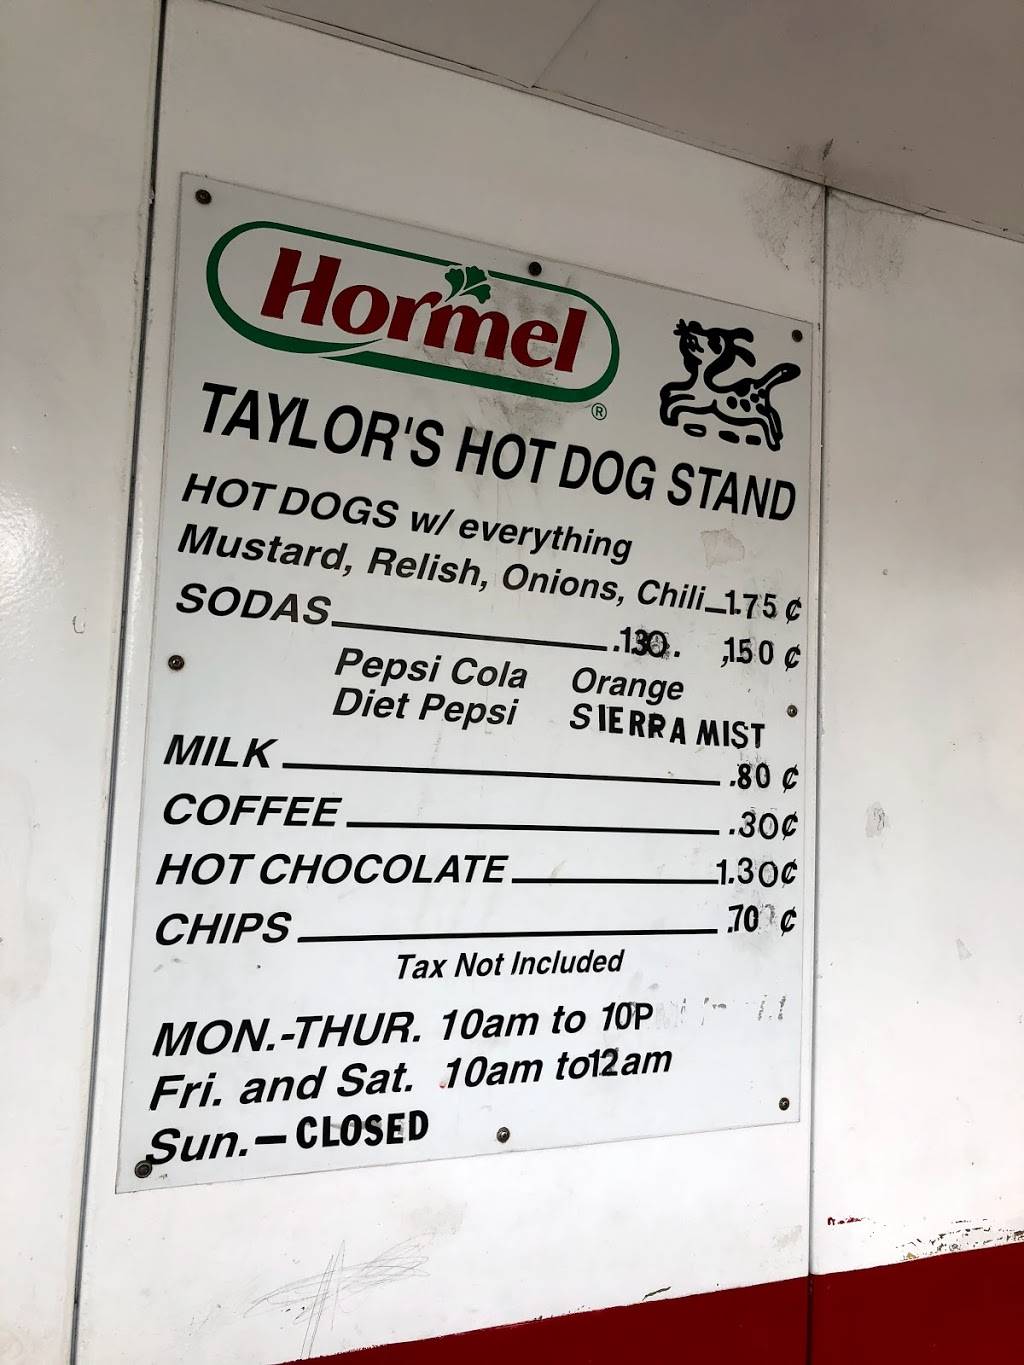 Hormel ®
TAYLOR'S HOT DOG STAND
HOT DOGS w/ everything
Mustard, Relish, Onions, Chili 1.75 ¢
SODAS .130. ,150 ¢
Pepsi Cola Orange
Diet Pepsi SIERRA MIST
MILK .80 ¢
COFFEE .30¢
HOT CHOCOLATE 1.30¢
CHIPS .70 ¢
Tax Not Included
MON.-THUR. 10am to 10P
Fri. and Sat. 10am to 12am
Sun.— CLOSED